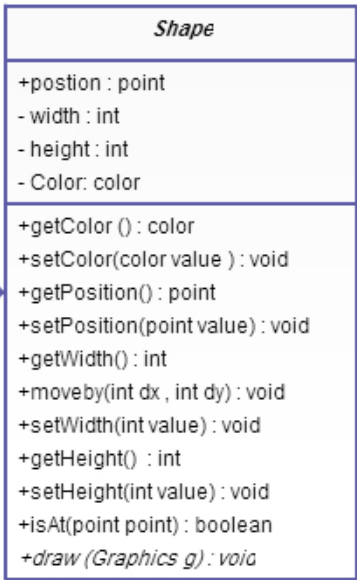 Shape
+postion : point
- width : int
- height : int
- Color: color
+getColor () : color
+setColor(color value ) : void
+getPosition() : point
+setPosition(point value) : void
+getWidth() : int
+moveby(int dx , int dy) : void
+setWidth(int value) : void
+getHeight() : int
+setHeight(int value) : void
+isAt(point point) : boolean
+draw (Graphics g) : void